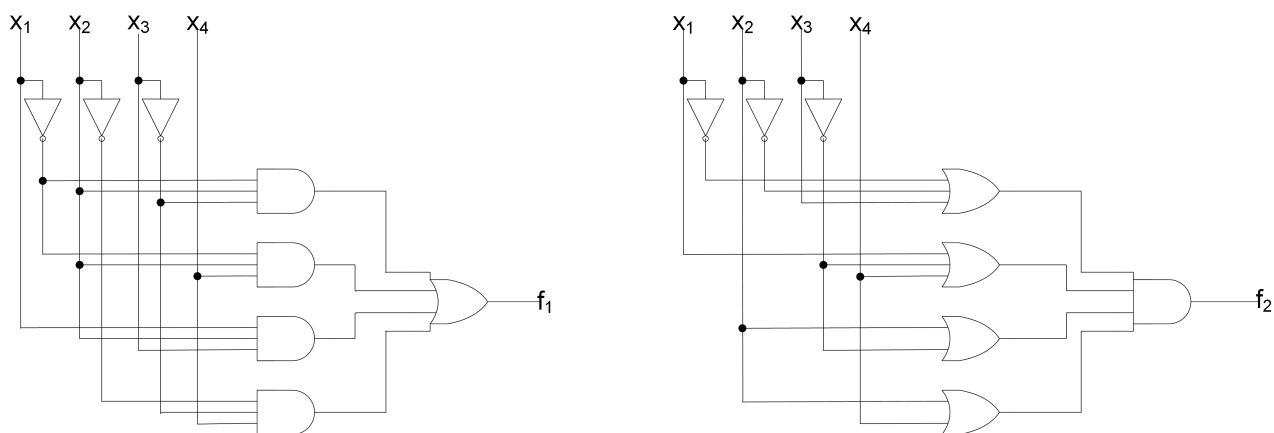 x₁ x₂ x₃ x₄
x₁ x₂ x₃ x₄
f₁
f₂